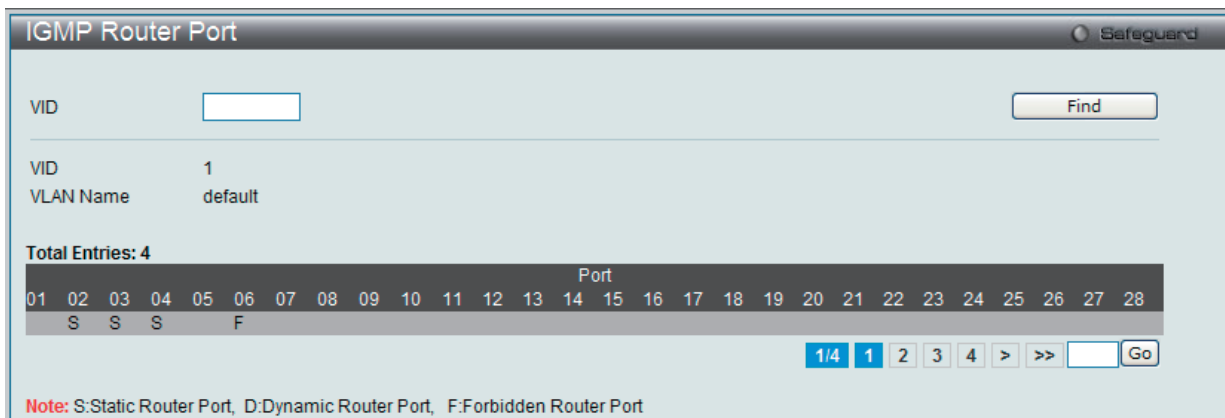 IGMP Router Port
Safeguard
VID
Find
VID 1
VLAN Name default
Total Entries: 4
Port
01 02 03 04 05 06 07 08 09 10 11 12 13 14 15 16 17 18 19 20 21 22 23 24 25 26 27 28
S S S F
1/4 1 2 3 4 > >> Go
Note: S:Static Router Port, D:Dynamic Router Port, F:Forbidden Router Port